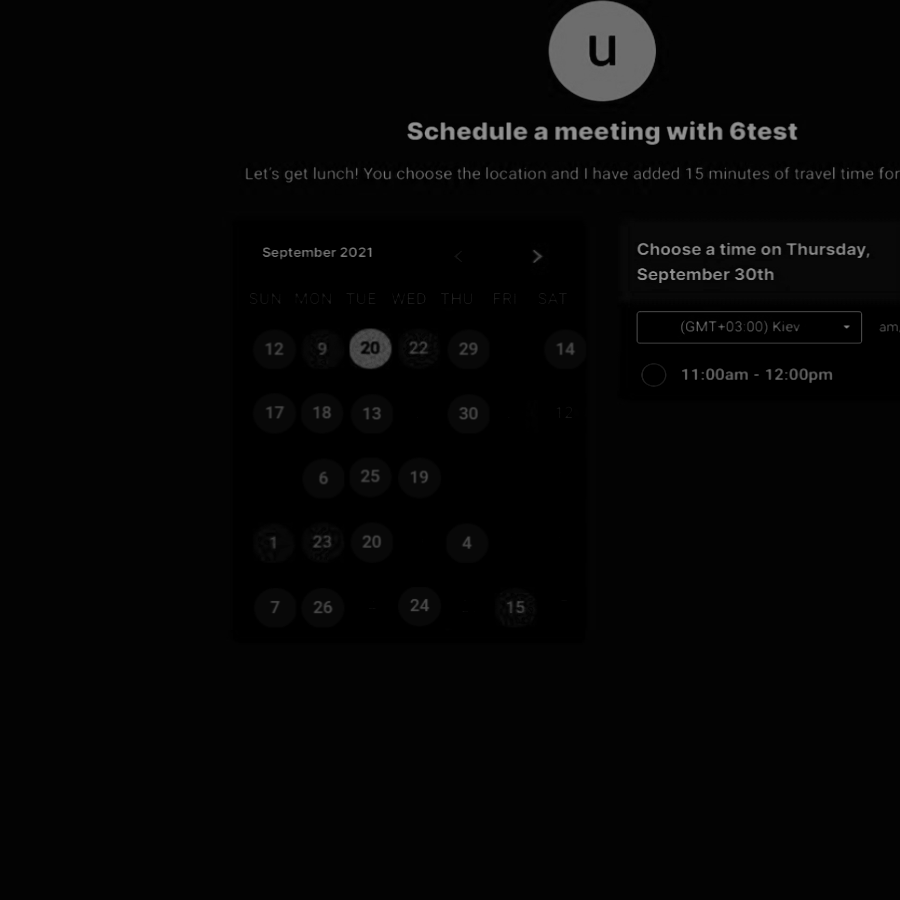 u
Schedule a meeting with 6test
Let's get lunch! You choose the location and I have added 15 minutes of travel time for
September 2021
SUN MON TUE WED THU FRI SAT
12 9 20 22 29 14
17 18 13 30 12
6 25 19
1 23 20 4
7 26 24 15
Choose a time on Thursday,
September 30th
(GMT+03:00) Kiev
am
11:00am - 12:00pm